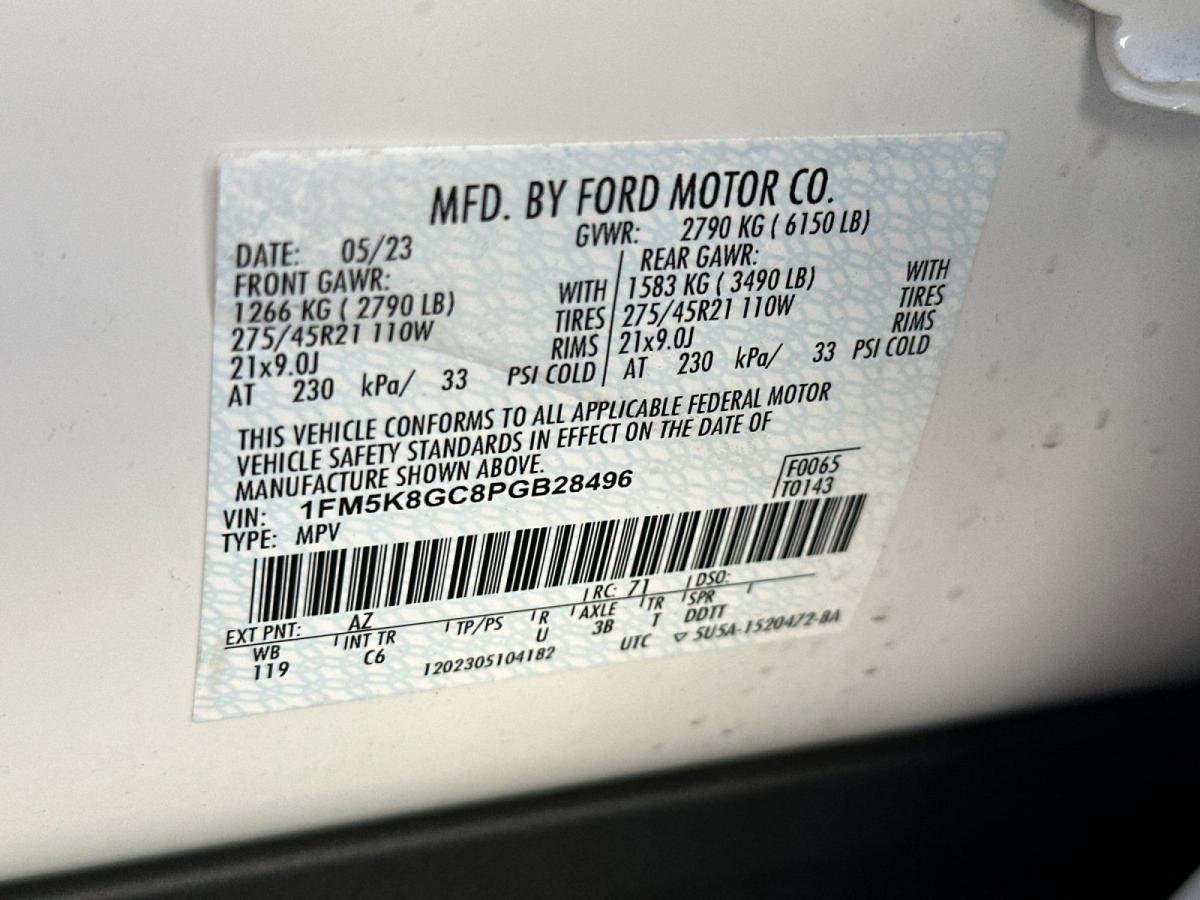 MFD. BY FORD MOTOR CO.
DATE: 05/23 GVWR: 2790 KG ( 6150 LB)
FRONT GAWR: REAR GAWR:
1266 KG ( 2790 LB) WITH 1583 KG ( 3490 LB) WITH
275/45R21 110W TIRES 275/45R21 110W TIRES
21x9.0J RIMS 21x9.0J RIMS
AT 230 kPa/ 33 PSI COLD AT 230 kPa/ 33 PSI COLD
THIS VEHICLE CONFORMS TO ALL APPLICABLE FEDERAL MOTOR
VEHICLE SAFETY STANDARDS IN EFFECT ON THE DATE OF
MANUFACTURE SHOWN ABOVE.
VIN: 1FM5K8GC8PGB28496 F0065
TYPE: MPV T0143
EXT PNT: AZ RC: 71 DSO:
WB INT TR TP/PS R AXLE TR SPR
119 C6 U 3B T DDTT
1202305104182 UTC ▽ 5U5A-1520472-BA